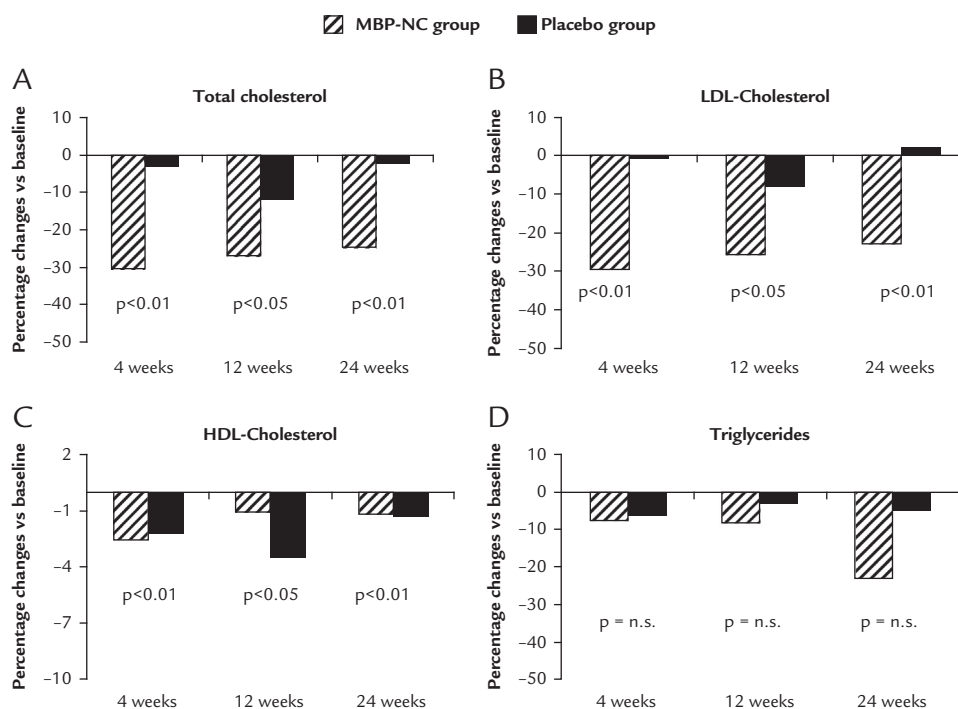 MBP-NC group Placebo group
A
Total cholesterol
Percentage changes vs baseline
10
0
–10
–20
–30
–40
–50
p<0.01 p<0.05 p<0.01
4 weeks 12 weeks 24 weeks
B
LDL-Cholesterol
Percentage changes vs baseline
10
0
–10
–20
–30
–40
–50
p<0.01 p<0.05 p<0.01
4 weeks 12 weeks 24 weeks
C
HDL-Cholesterol
Percentage changes vs baseline
2
–1
–4
–7
–10
p<0.01 p<0.05 p<0.01
4 weeks 12 weeks 24 weeks
D
Triglycerides
Percentage changes vs baseline
10
0
–10
–20
–30
–40
–50
p = n.s. p = n.s. p = n.s.
4 weeks 12 weeks 24 weeks